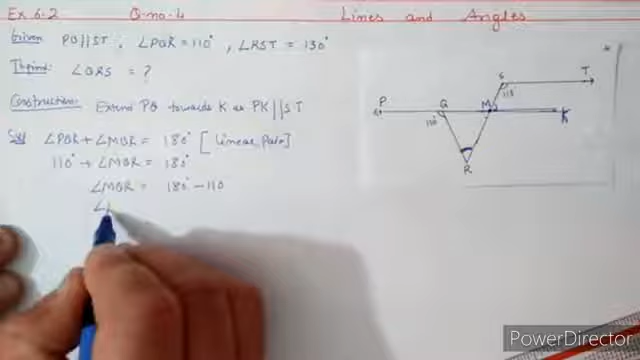 Ex 6.2 Q-no-4 Lines and Angles
Given PQ||ST, ∠PQR = 110°, ∠RST = 130°
To find ∠QRS = ?
Construction: Extend PQ towards K as PK||ST
Sol ∠PQR + ∠MQR = 180° [Linear Pair]
110° + ∠MQR = 180°
∠MQR = 180° - 110
∠
S T
P Q M K
110°
R
PowerDirector